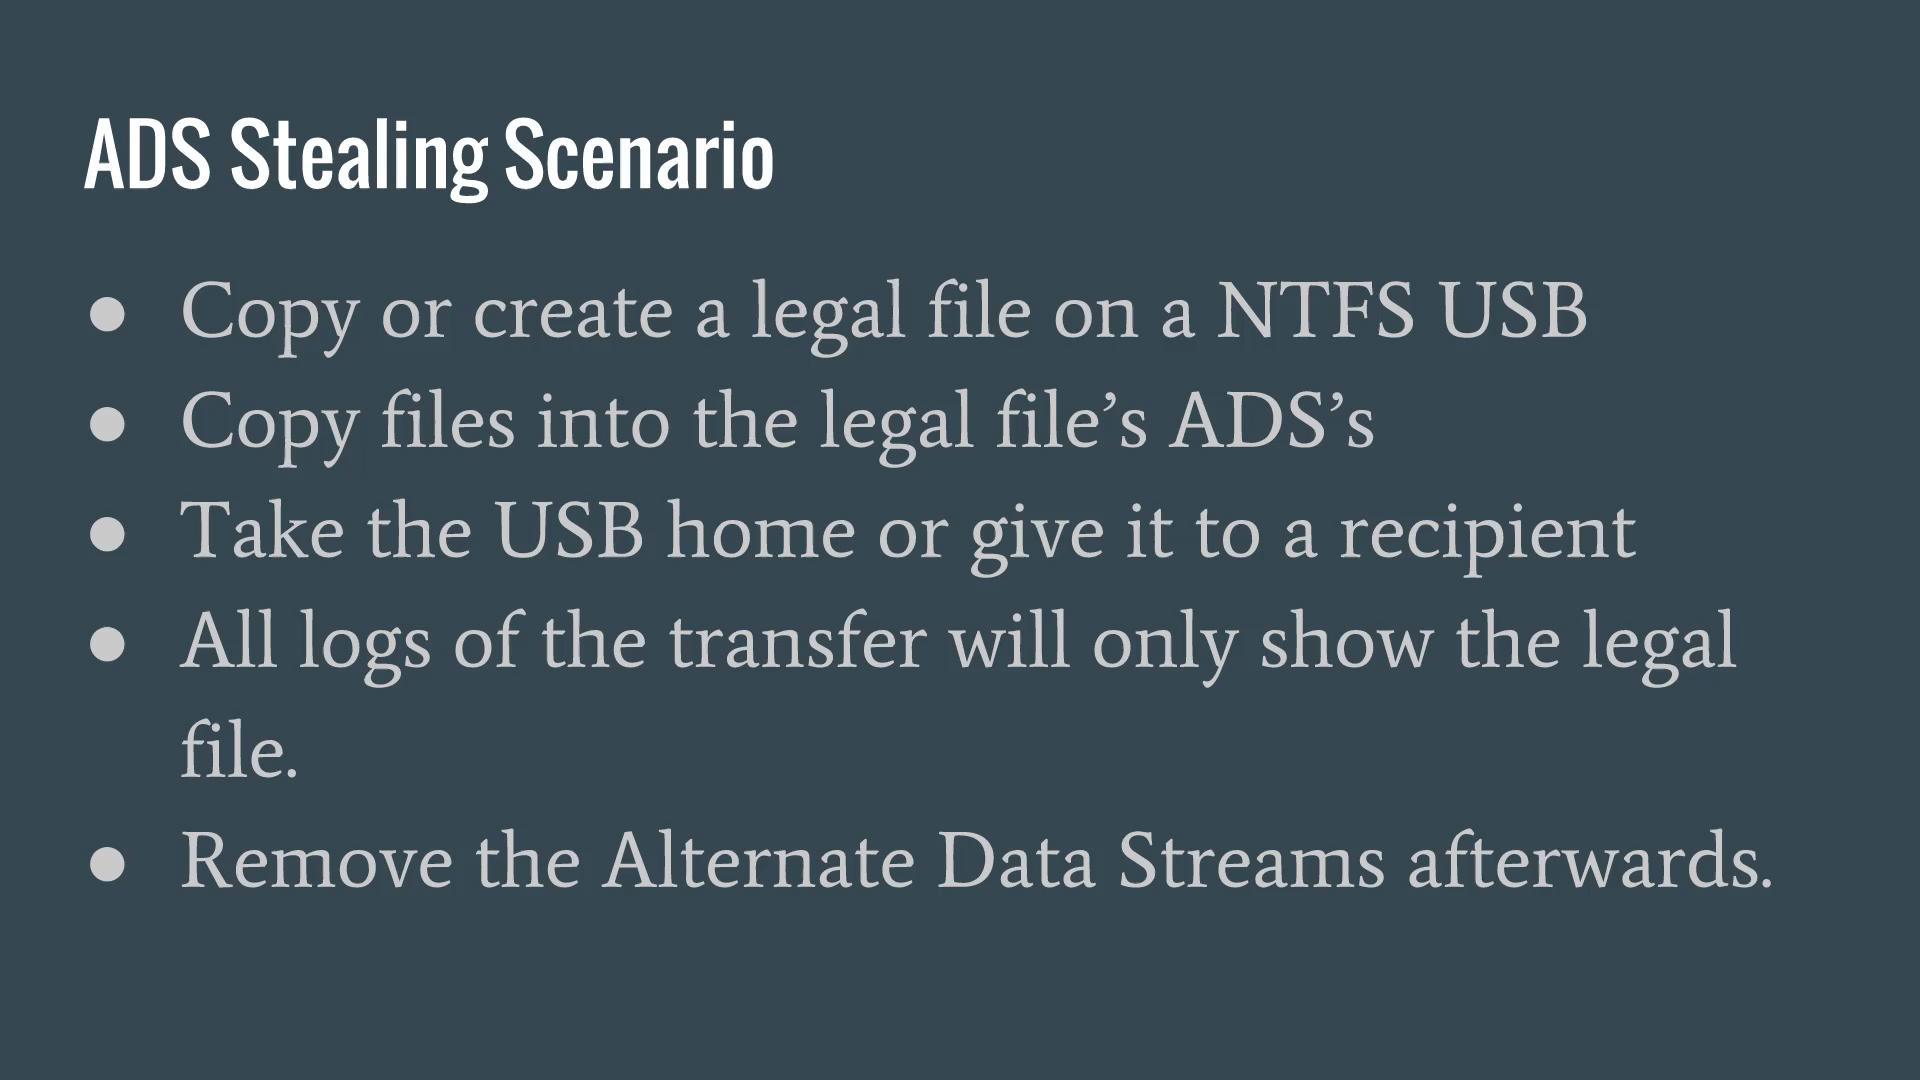 ADS Stealing Scenario
● Copy or create a legal file on a NTFS USB
● Copy files into the legal file’s ADS’s
● Take the USB home or give it to a recipient
● All logs of the transfer will only show the legal
file.
● Remove the Alternate Data Streams afterwards.